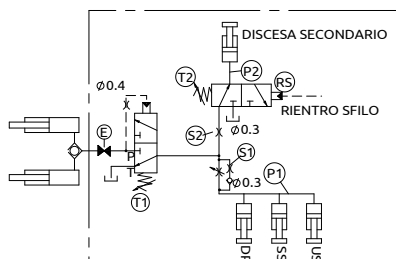 DISCESA SECONDARIO
T2
P2
RS
Ø0.4
RIENTRO SFILO
S2
Ø0.3
E
P
T
S1
Ø0.3
P1
T1